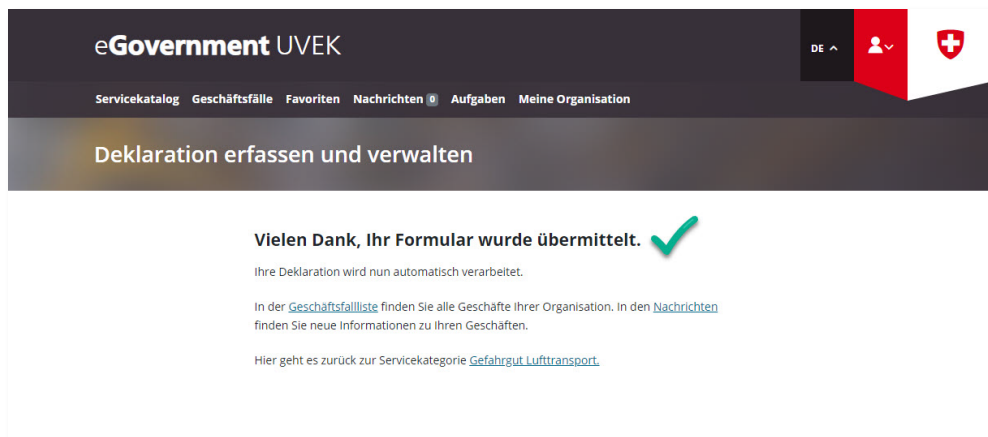 eGovernment UVEK
DE
Servicekatalog Geschäftsfälle Favoriten Nachrichten 0 Aufgaben Meine Organisation
Deklaration erfassen und verwalten
Vielen Dank, Ihr Formular wurde übermittelt.
Ihre Deklaration wird nun automatisch verarbeitet.
In der Geschäftsfallliste finden Sie alle Geschäfte Ihrer Organisation. In den Nachrichten
finden Sie neue Informationen zu Ihren Geschäften.
Hier geht es zurück zur Servicekategorie Gefahrgut Lufttransport.